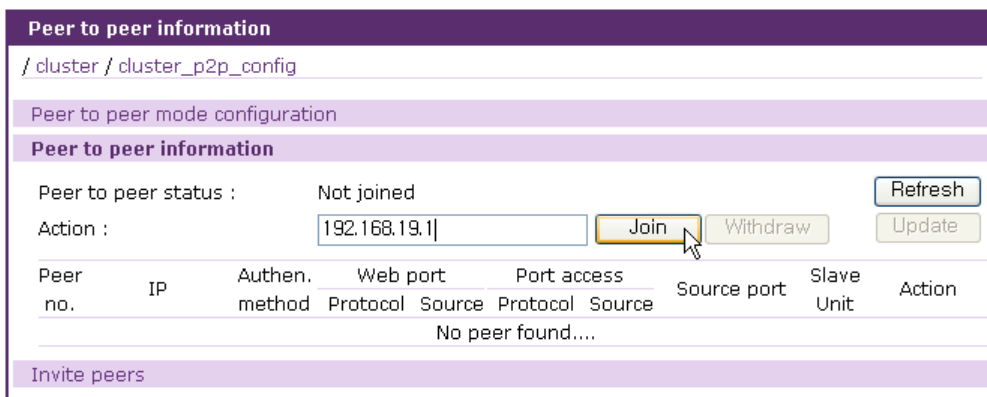 Peer to peer information
/ cluster / cluster_p2p_config
Peer to peer mode configuration
Peer to peer information
Peer to peer status : Not joined Refresh
Action : 192.168.19.1 Join Withdraw Update
Peer no. IP Authen. method Web port Port access Source port Slave Unit Action
Protocol Source Protocol Source
No peer found....
Invite peers